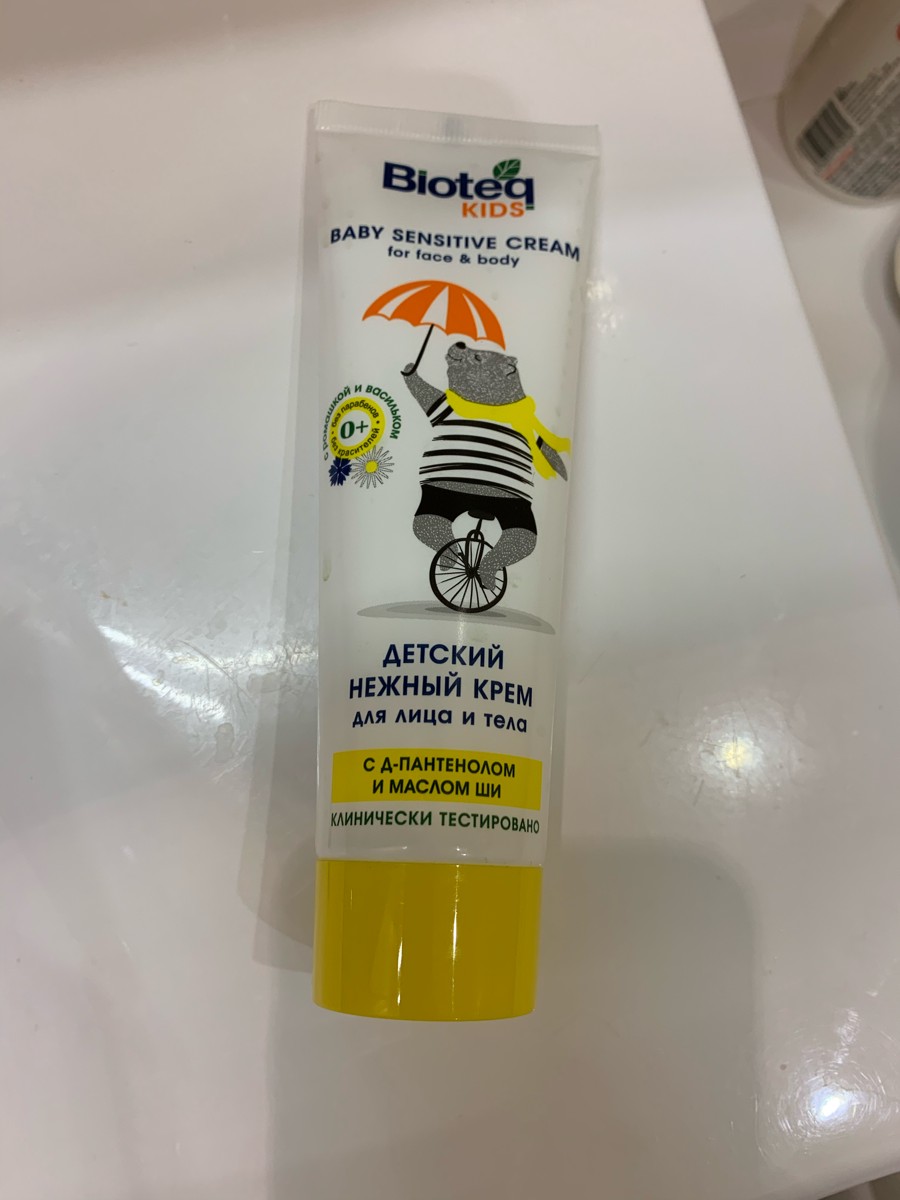 Bioteq
KIDS
BABY SENSITIVE CREAM
for face & body
с ромашкой и васильком
• без парабенов •
0+
без красителей
ДЕТСКИЙ
НЕЖНЫЙ КРЕМ
для лица и тела
С Д-ПАНТЕНОЛОМ
И МАСЛОМ ШИ
КЛИНИЧЕСКИ ТЕСТИРОВАНО